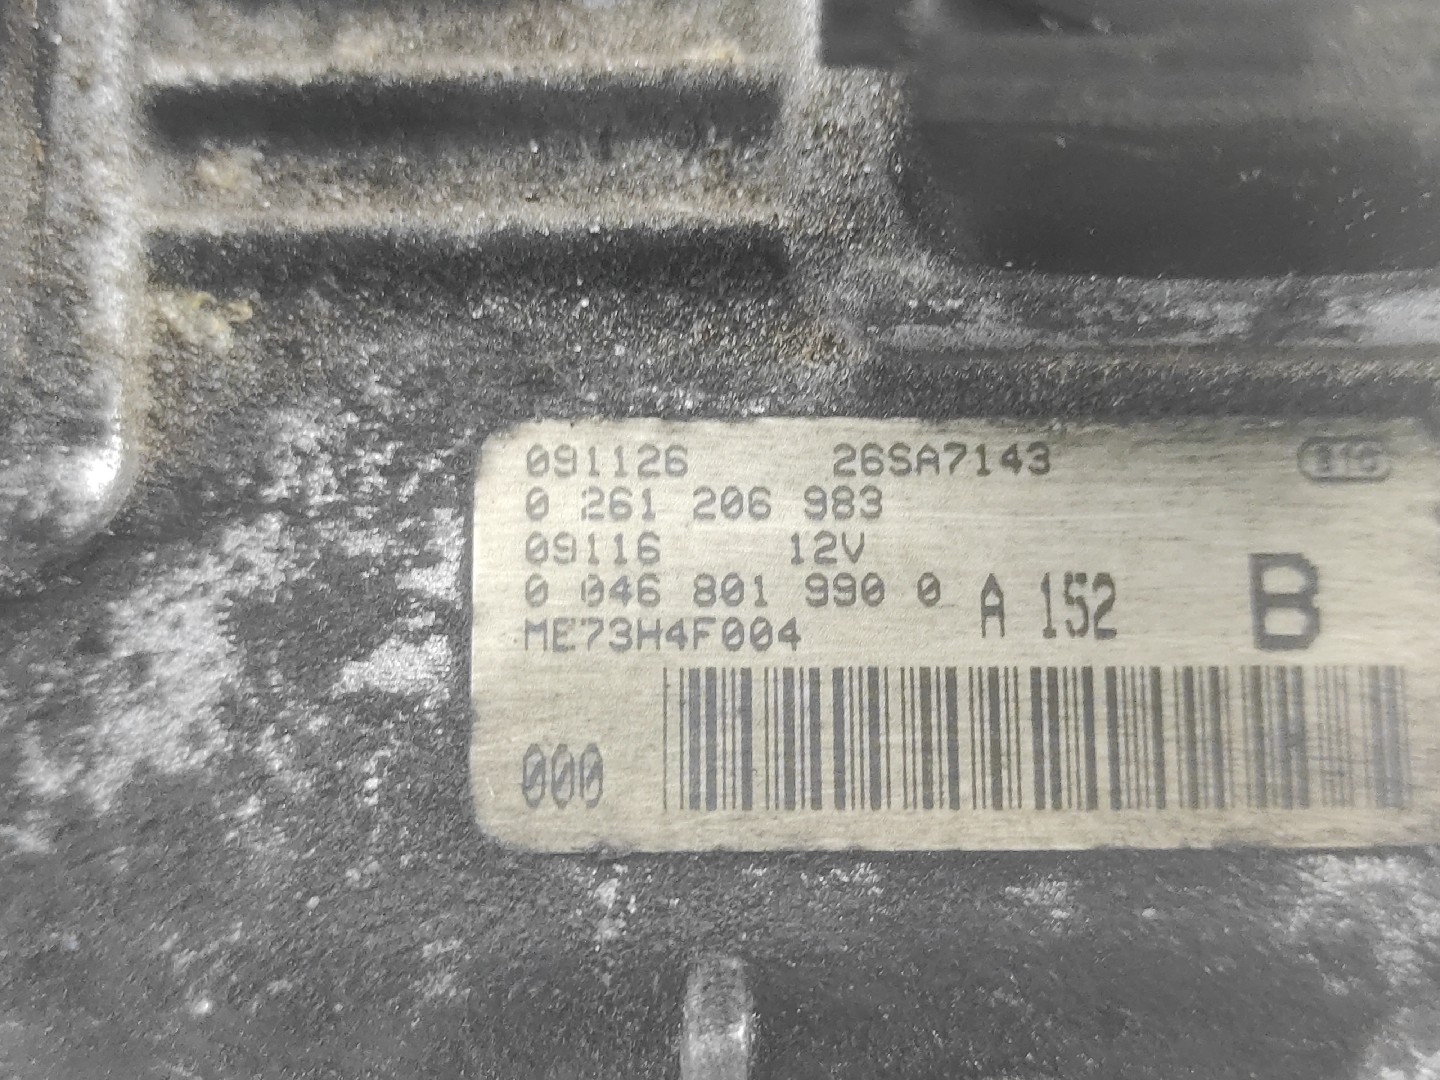 091126 26SA7143
0 261 206 983
09116 12V
0 046 801 990 0 A 152 B
ME73H4F004
000